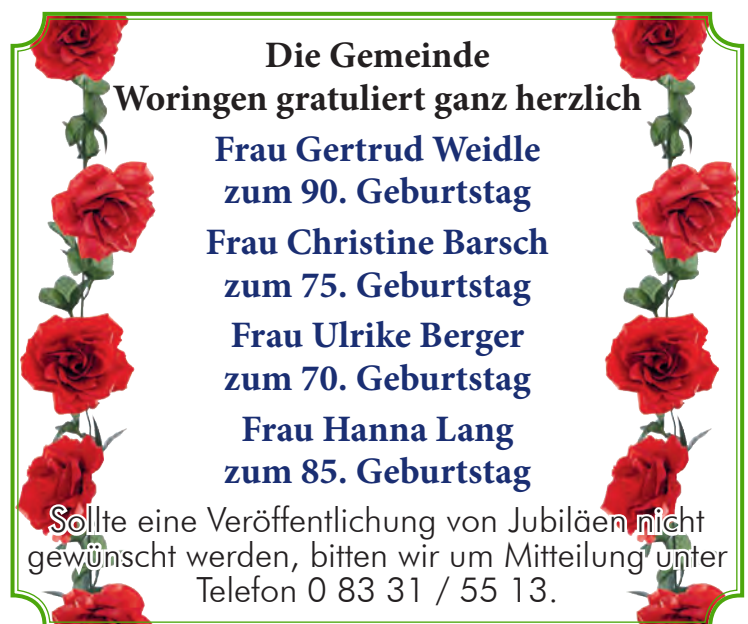 Die Gemeinde
Woringen gratuliert ganz herzlich
Frau Gertrud Weidle
zum 90. Geburtstag
Frau Christine Barsch
zum 75. Geburtstag
Frau Ulrike Berger
zum 70. Geburtstag
Frau Hanna Lang
zum 85. Geburtstag
Sollte eine Veröffentlichung von Jubiläen nicht
gewünscht werden, bitten wir um Mitteilung unter
Telefon 0 83 31 / 55 13.